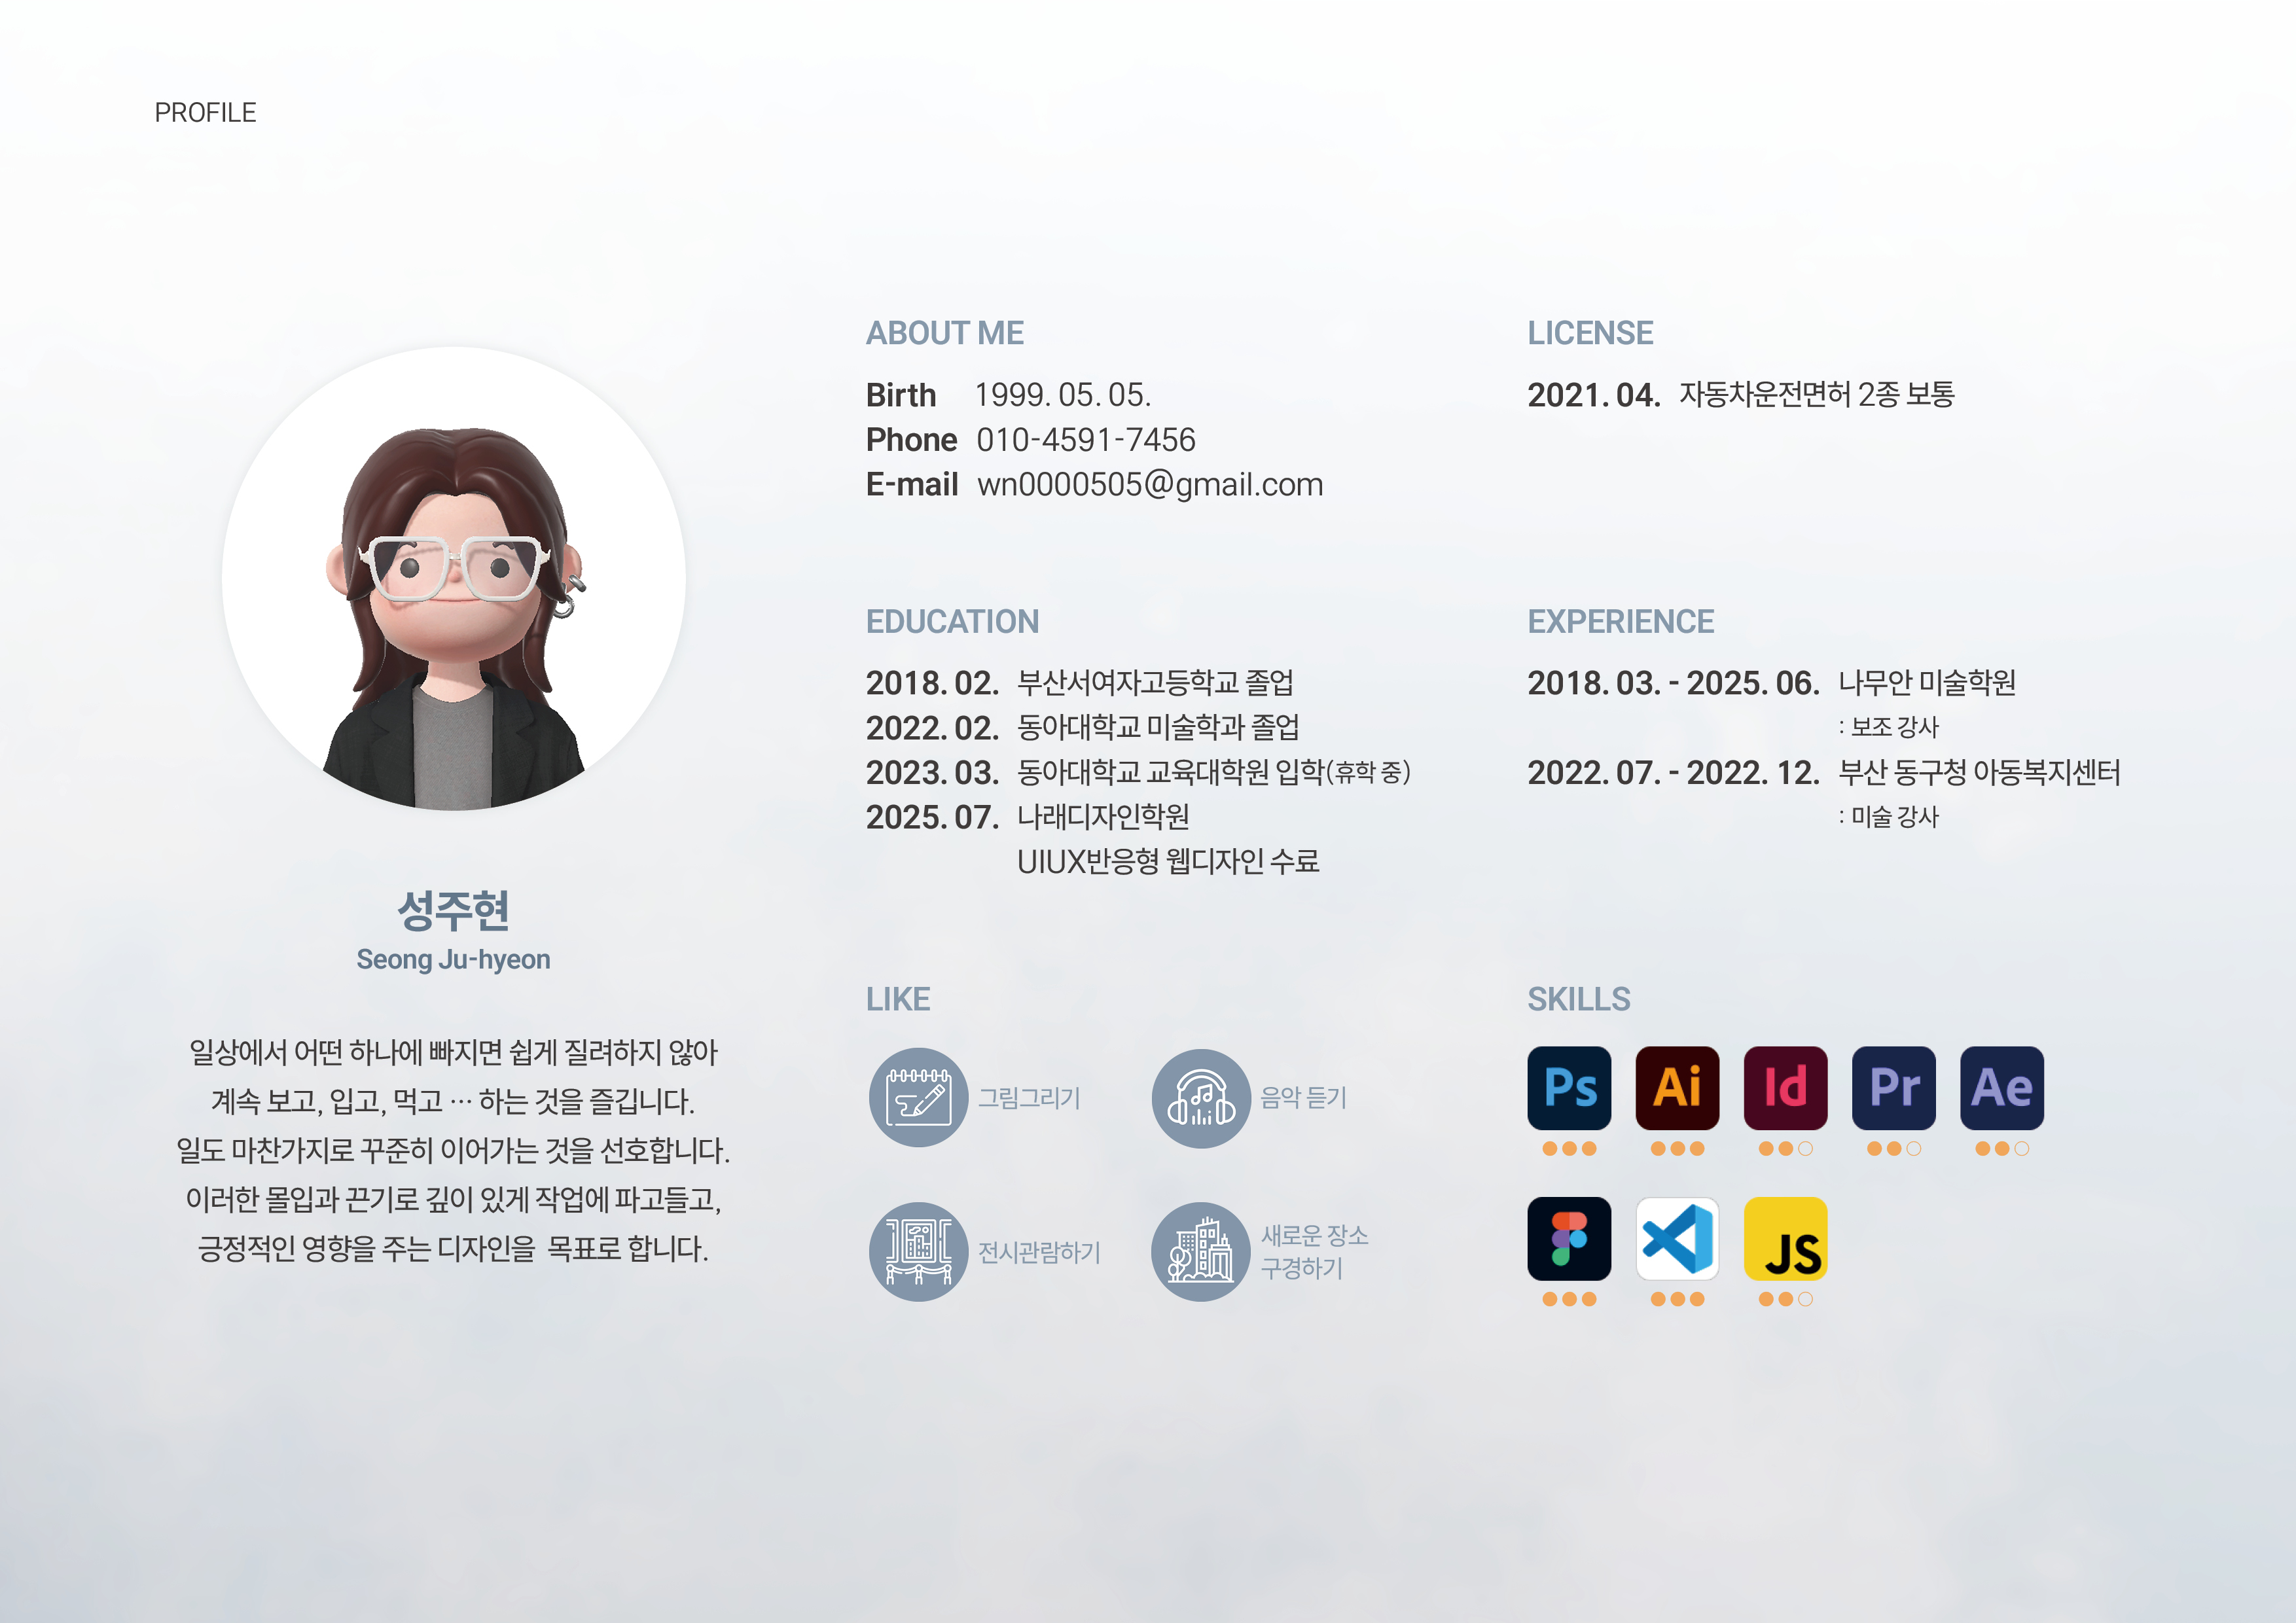 PROFILE
성주현
Seong Ju-hyeon
일상에서 어떤 하나에 빠지면 쉽게 질려하지 않아
계속 보고, 입고, 먹고 ··· 하는 것을 즐깁니다.
일도 마찬가지로 꾸준히 이어가는 것을 선호합니다.
이러한 몰입과 끈기로 깊이 있게 작업에 파고들고,
긍정적인 영향을 주는 디자인을 목표로 합니다.
ABOUT ME
Birth 1999. 05. 05.
Phone 010-4591-7456
E-mail wn0000505@gmail.com
EDUCATION
2018. 02. 부산서여자고등학교 졸업
2022. 02. 동아대학교 미술학과 졸업
2023. 03. 동아대학교 교육대학원 입학(휴학 중)
2025. 07. 나래디자인학원
UIUX반응형 웹디자인 수료
LIKE
그림그리기
음악 듣기
전시관람하기
새로운 장소
구경하기
LICENSE
2021. 04. 자동차운전면허 2종 보통
EXPERIENCE
2018. 03. - 2025. 06. 나무안 미술학원
: 보조 강사
2022. 07. - 2022. 12. 부산 동구청 아동복지센터
: 미술 강사
SKILLS
Ps Ai Id Pr Ae
JS